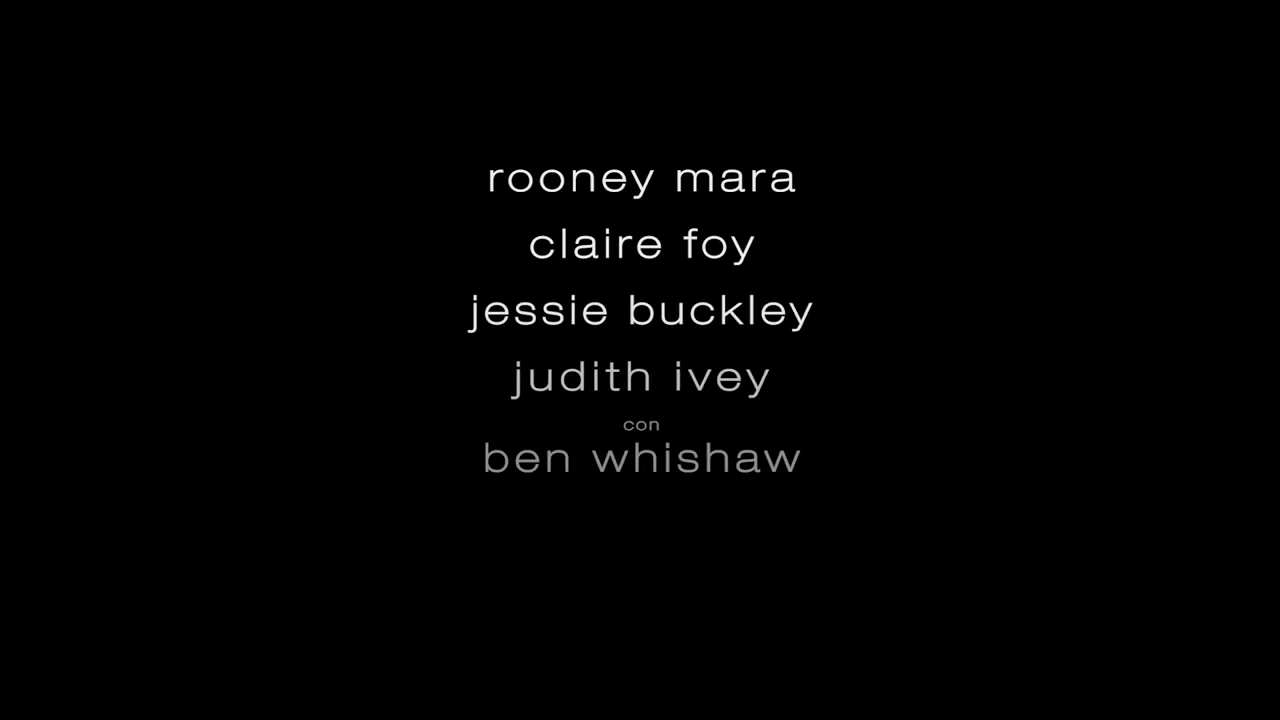 rooney mara
claire foy
jessie buckley
judith ivey
con
ben whishaw